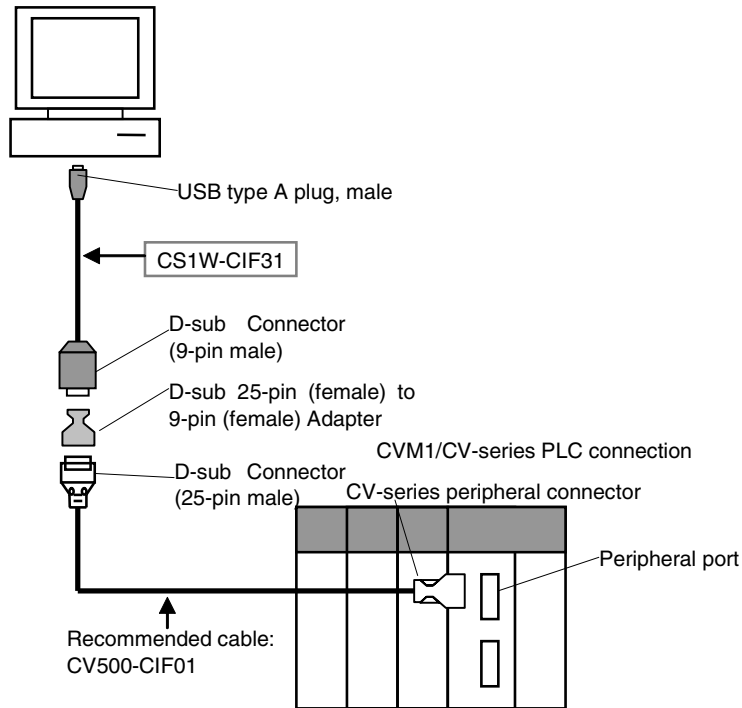 USB type A plug, male
CS1W-CIF31
D-sub Connector
(9-pin male)
D-sub 25-pin (female) to
9-pin (female) Adapter
CVM1/CV-series PLC connection
D-sub Connector
(25-pin male)
CV-series peripheral connector
Peripheral port
Recommended cable:
CV500-CIF01